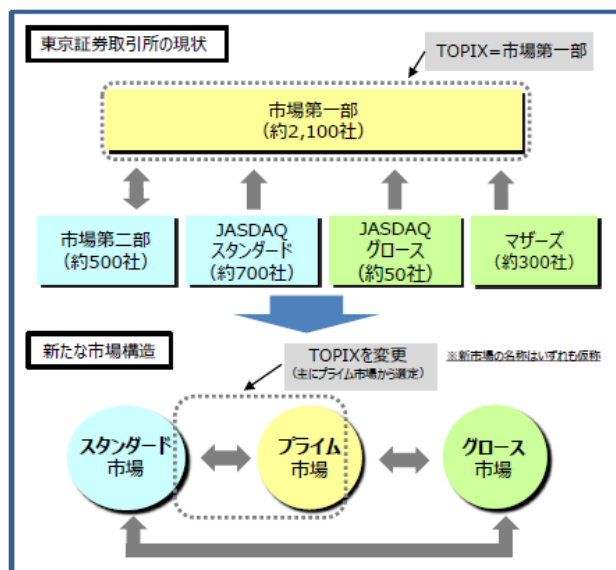 東京証券取引所の現状
TOPIX=市場第一部
市場第一部
(約2,100社)
市場第二部
(約500社)
JASDAQ
スタンダード
(約700社)
JASDAQ
グロース
(約50社)
マザーズ
(約300社)
新たな市場構造
TOPIXを変更
(主にプライム市場から選定)
※新市場の名称はいずれも仮称
スタンダード
市場
プライム
市場
グロース
市場